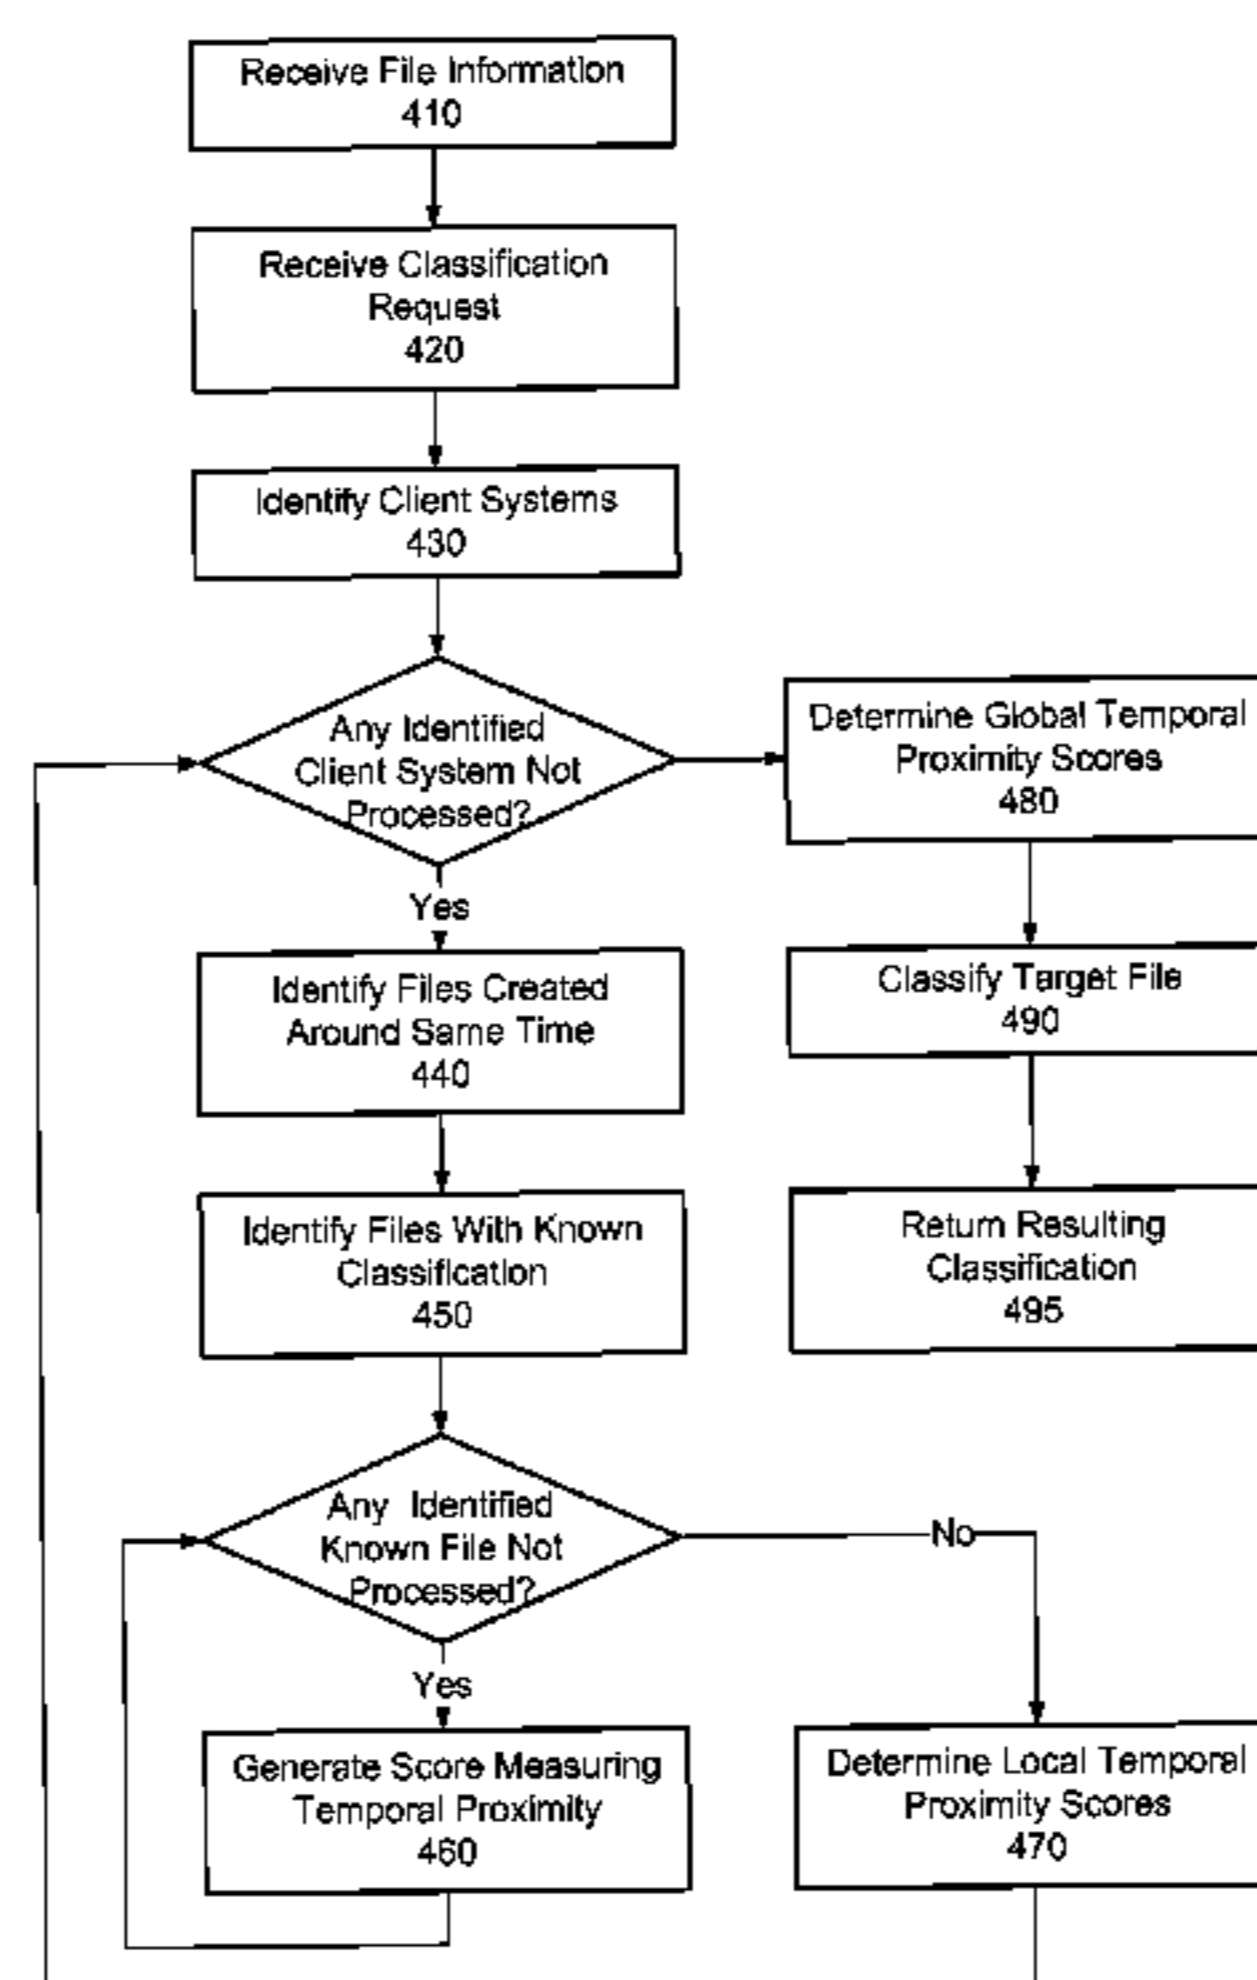 Receive File Information
410
Receive Classification
Request
420
Identify Client Systems
430
Any Identified
Client System Not
Processed?
Determine Global Temporal
Proximity Scores
480
Yes
Identify Files Created
Around Same Time
440
Classify Target File
490
Identify Files With Known
Classification
450
Return Resulting
Classification
495
Any Identified
Known File Not
Processed?
No
Yes
Generate Score Measuring
Temporal Proximity
460
Determine Local Temporal
Proximity Scores
470